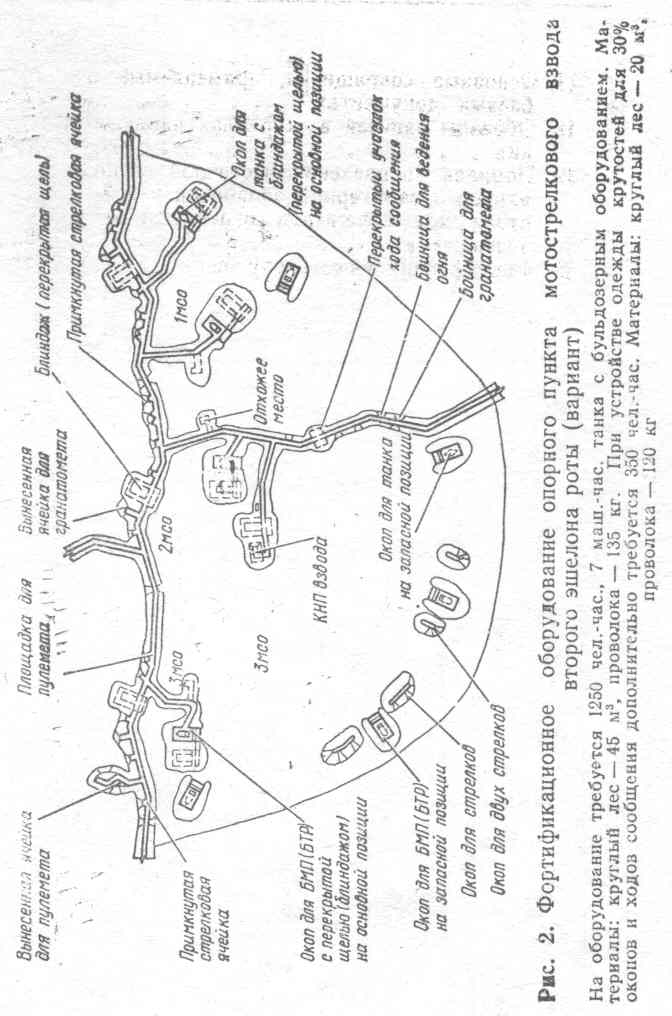 Вынесенная ячейка
для пулемета
Площадка для
пулемета
Вынесенная
ячейка для
гранатомета
Блиндаж (перекрытая щель)
Примкнутая стрелковая ячейка
Окоп для
танка с
блиндажом
(перекрытой щелью)
на основной позиции
1мсо
2мсо
3мсо
3мсо
Отхожее
место
КНП взвода
Перекрытый участок
хода сообщения
Бойница для ведения
огня
Бойница для
гранатомета
Окоп для танка
на запасной позиции
Примкнутая
стрелковая
ячейка
Окоп для БМП(БТР)
с перекрытой
щелью(блиндажом)
на основной позиции
Окоп для БМП(БТР)
на запасной позиции
Окоп для стрелков
Окоп для двух стрелков
Рис. 2. Фортификационное оборудование опорного пункта мотострелкового взвода
второго эшелона роты (вариант)
На оборудование требуется 1250 чел.-час., 7 маш.-час. танка с бульдозерным оборудованием. Ма-
териалы: круглый лес — 45 м³, проволока — 135 кг. При устройстве одежды крутостей для 30%
окопов и ходов сообщения дополнительно требуется 350 чел.-час. Материалы: круглый лес — 20 м³,
проволока — 120 кг